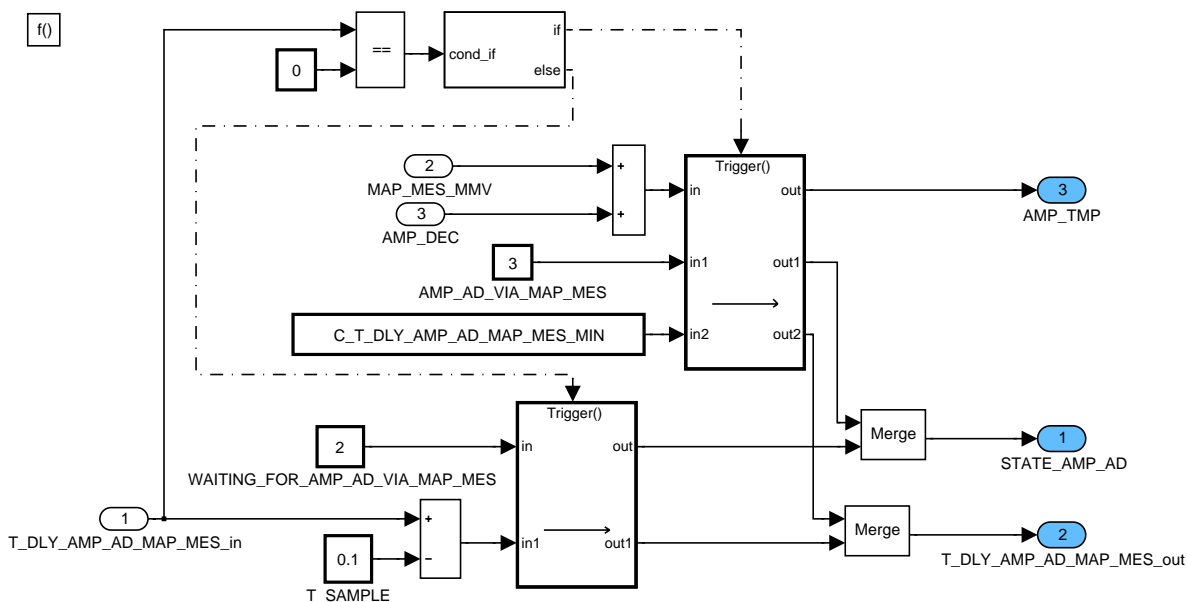 f()
==
0
cond_if
if
else
2
MAP_MES_MMV
3
AMP_DEC
+
+
3
AMP_AD_VIA_MAP_MES
C_T_DLY_AMP_AD_MAP_MES_MIN
Trigger()
in
in1
in2
out
out1
out2
3
AMP_TMP
2
WAITING_FOR_AMP_AD_VIA_MAP_MES
1
T_DLY_AMP_AD_MAP_MES_in
0.1
T_SAMPLE
+
−
Trigger()
in
in1
out
out1
Merge
1
STATE_AMP_AD
Merge
2
T_DLY_AMP_AD_MAP_MES_out